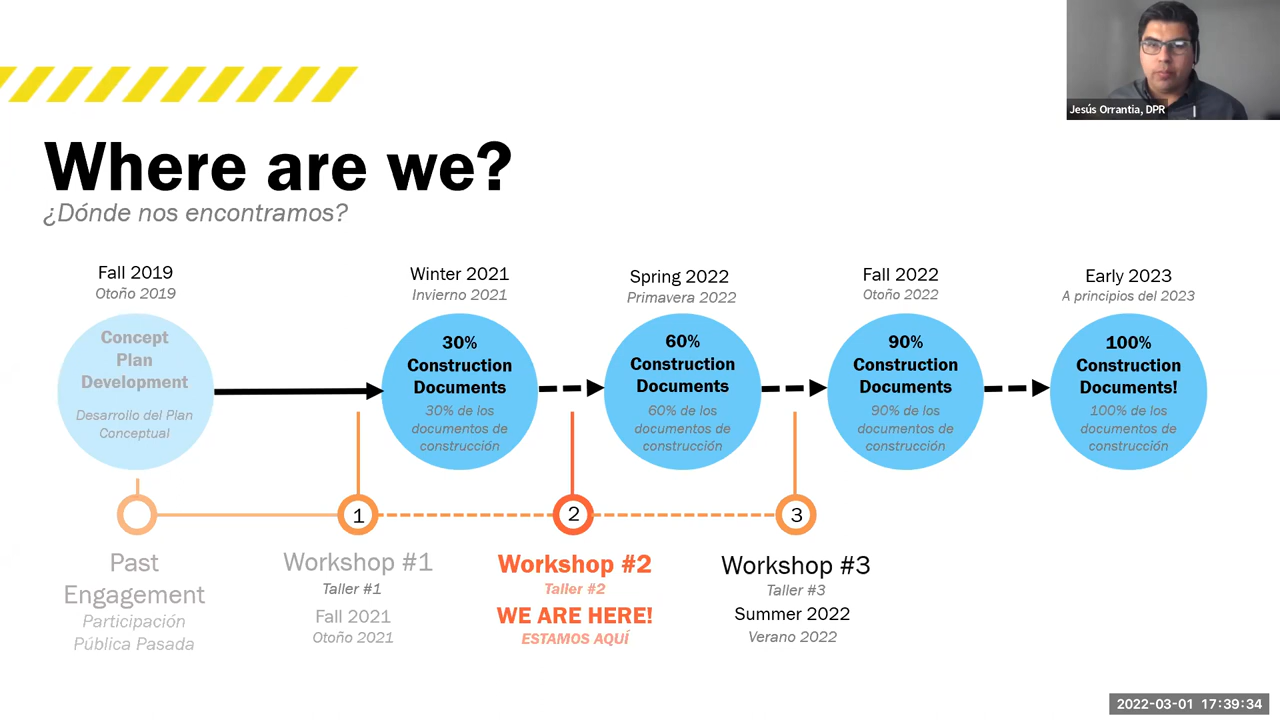 Jesús Orrantia, DPR
Where are we?
¿Dónde nos encontramos?
Fall 2019
Otoño 2019
Concept
Plan
Development
Desarrollo del Plan
Conceptual
Winter 2021
Invierno 2021
30%
Construction
Documents
30% de los
documentos de
construcción
Spring 2022
Primavera 2022
60%
Construction
Documents
60% de los
documentos de
construcción
Fall 2022
Otoño 2022
90%
Construction
Documents
90% de los
documentos de
construcción
Early 2023
A principios del 2023
100%
Construction
Documents!
100% de los
documentos de
construcción
Past
Engagement
Participación
Pública Pasada
1
Workshop #1
Taller #1
Fall 2021
Otoño 2021
2
Workshop #2
Taller #2
WE ARE HERE!
ESTAMOS AQUÍ
3
Workshop #3
Taller #3
Summer 2022
Verano 2022
2022-03-01 17:39:34